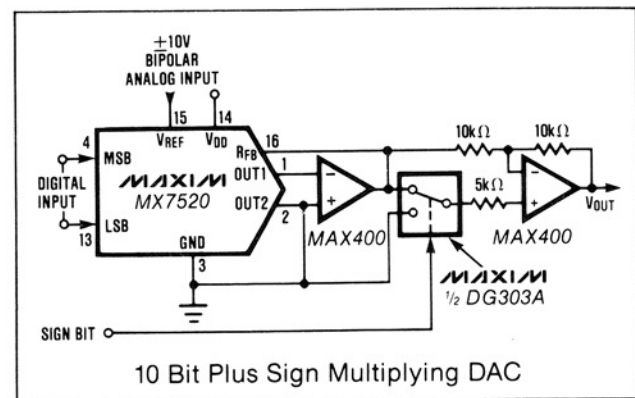 ±10V
BIPOLAR
ANALOG INPUT
4
15
14
MSB
VREF
VDD
RFB
16
10kΩ
10kΩ
DIGITAL
INPUT
MAXIM
MX7520
OUT1
1
−
−
OUT2
2
+
5kΩ
+
VOUT
13
LSB
GND
3
MAX400
MAX400
MAXIM
½ DG303A
SIGN BIT
10 Bit Plus Sign Multiplying DAC